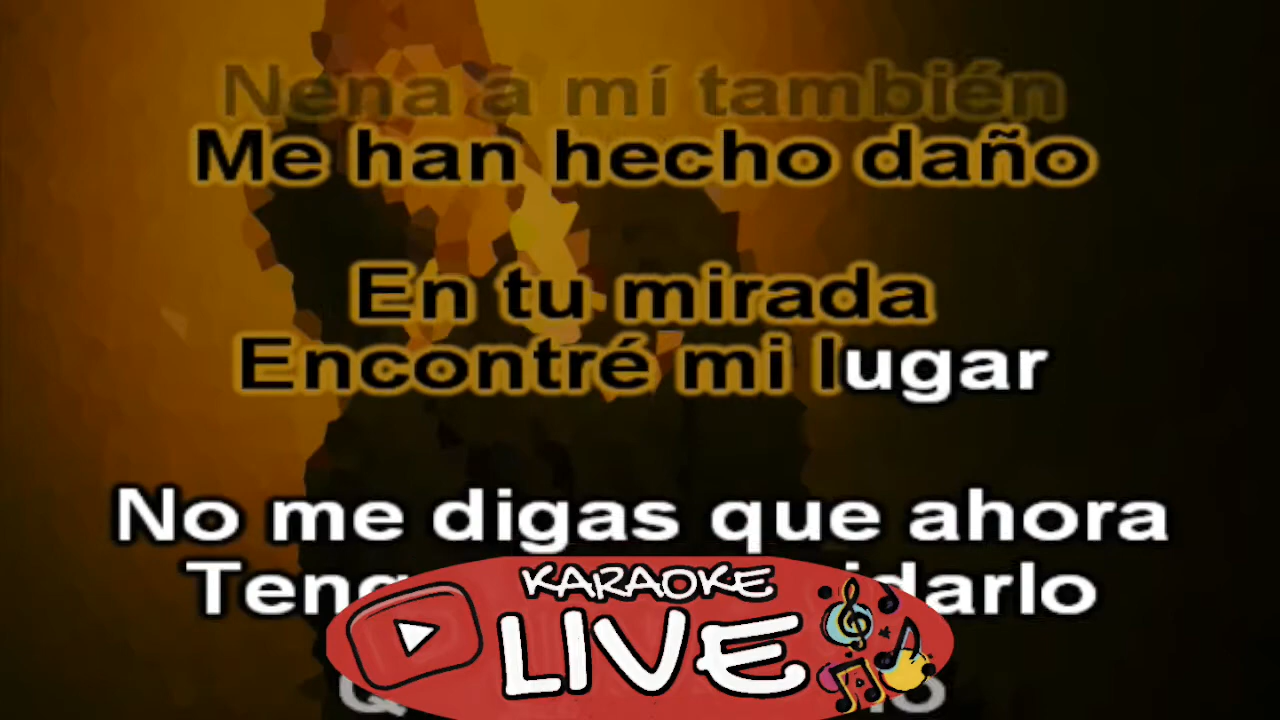 Nena a mí también
Me han hecho daño
En tu mirada
Encontré mi lugar
No me digas que ahora
KARAOKE
LIVE